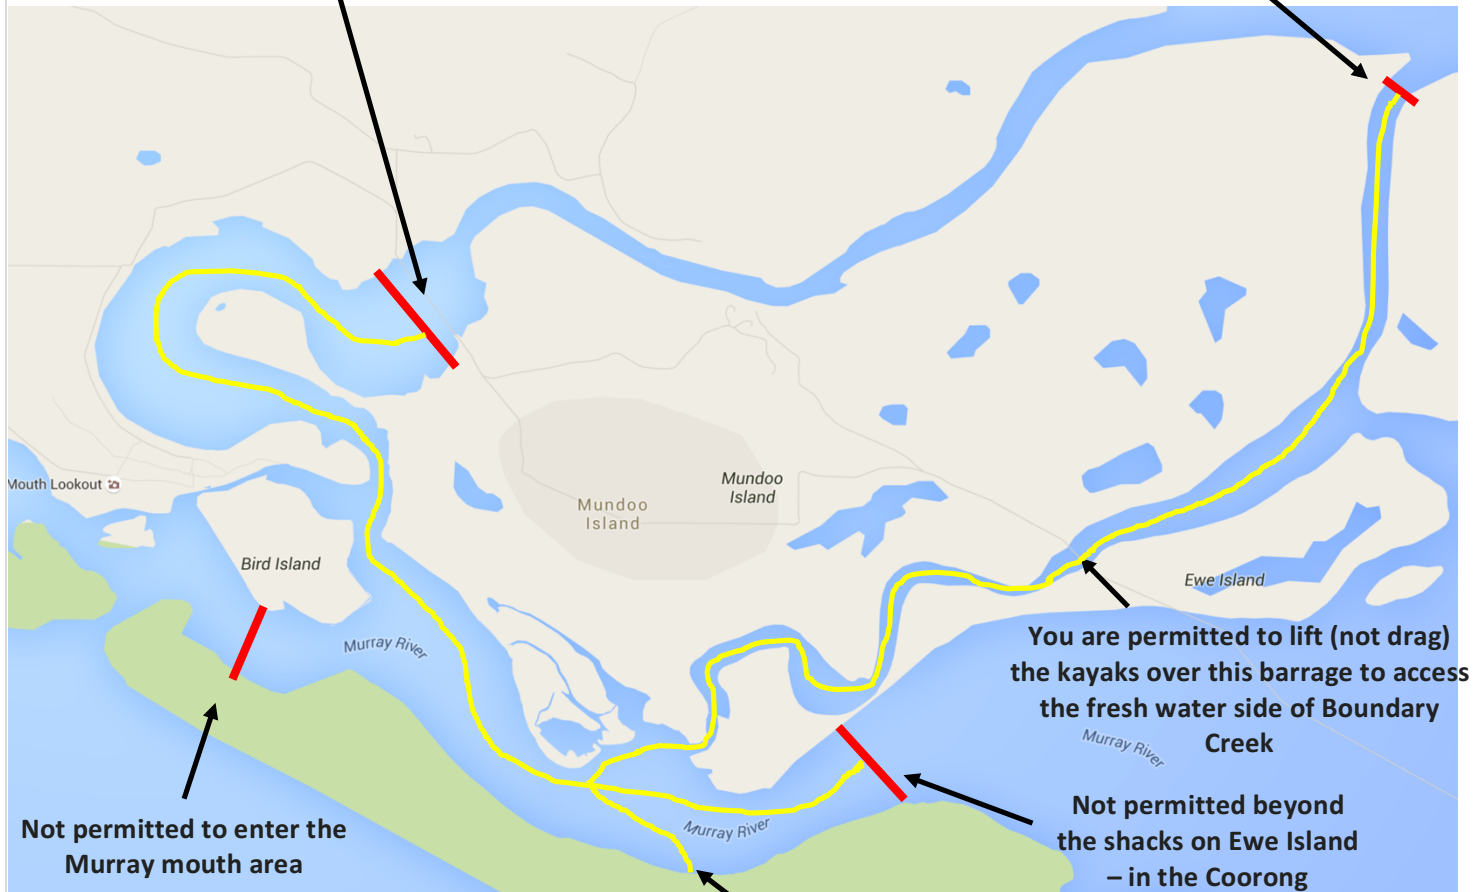 Mouth Lookout
Mundoo
Island
Mundoo
Island
Bird Island
Ewe Island
Murray River
You are permitted to lift (not drag)
the kayaks over this barrage to access
the fresh water side of Boundary
Creek
Murray River
Not permitted beyond
the shacks on Ewe Island
– in the Coorong
Murray River
Not permitted to enter the
Murray mouth area